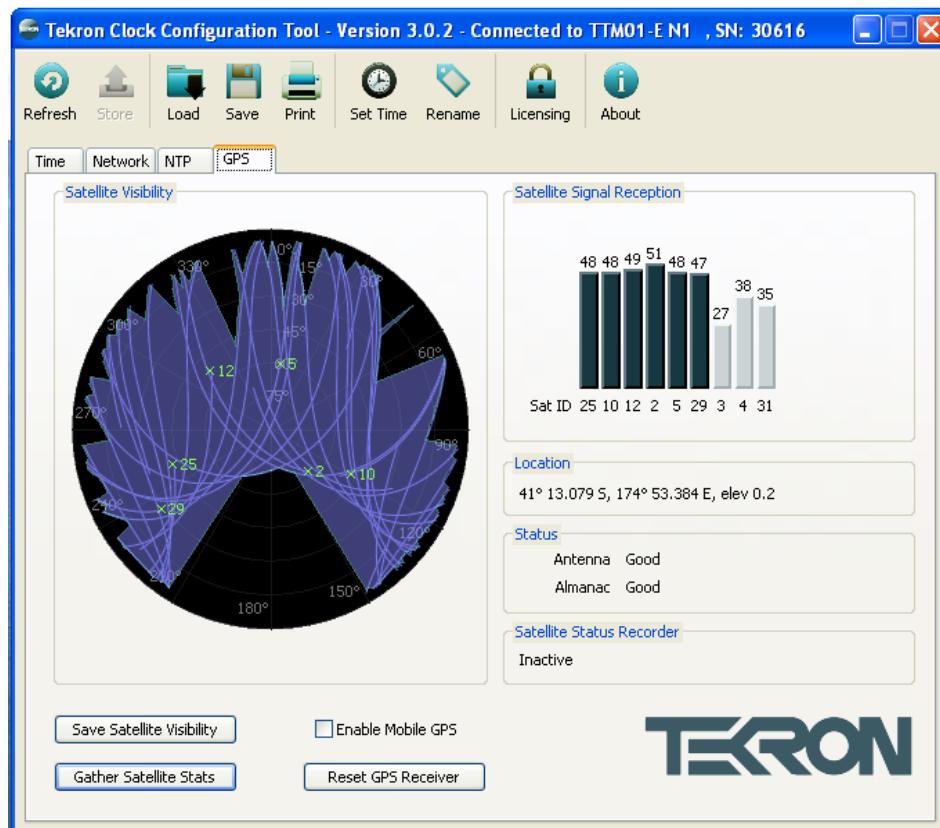 Tekron Clock Configuration Tool - Version 3.0.2 - Connected to TTM01-E N1 , SN: 30616
Refresh Store Load Save Print Set Time Rename Licensing About
Time Network NTP GPS
Satellite Visibility
0°
15°
30°
330°
30°
45°
300°
60°
75°
270°
90°
240°
120°
210°
150°
180°
×12
×5
×25
×2
×10
×29
Satellite Signal Reception
48 48 49 51 48 47 27 38 35
Sat ID 25 10 12 2 5 29 3 4 31
Location
41° 13.079 S, 174° 53.384 E, elev 0.2
Status
Antenna Good
Almanac Good
Satellite Status Recorder
Inactive
Save Satellite Visibility
Enable Mobile GPS
Gather Satellite Stats
Reset GPS Receiver
TEKRON